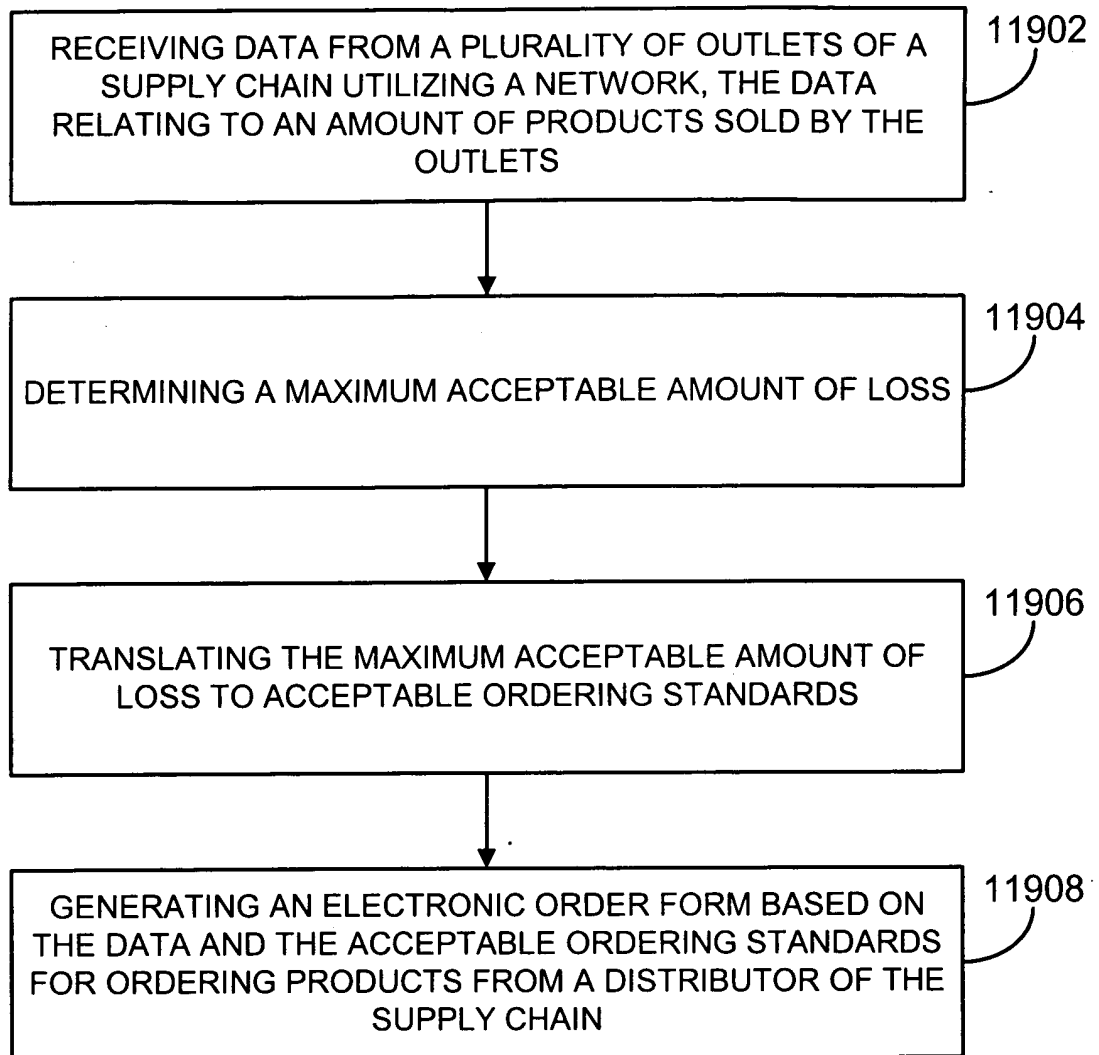 RECEIVING DATA FROM A PLURALITY OF OUTLETS OF A
SUPPLY CHAIN UTILIZING A NETWORK, THE DATA
RELATING TO AN AMOUNT OF PRODUCTS SOLD BY THE
OUTLETS
11902
DETERMINING A MAXIMUM ACCEPTABLE AMOUNT OF LOSS
11904
TRANSLATING THE MAXIMUM ACCEPTABLE AMOUNT OF
LOSS TO ACCEPTABLE ORDERING STANDARDS
11906
GENERATING AN ELECTRONIC ORDER FORM BASED ON
THE DATA AND THE ACCEPTABLE ORDERING STANDARDS
FOR ORDERING PRODUCTS FROM A DISTRIBUTOR OF THE
SUPPLY CHAIN
11908